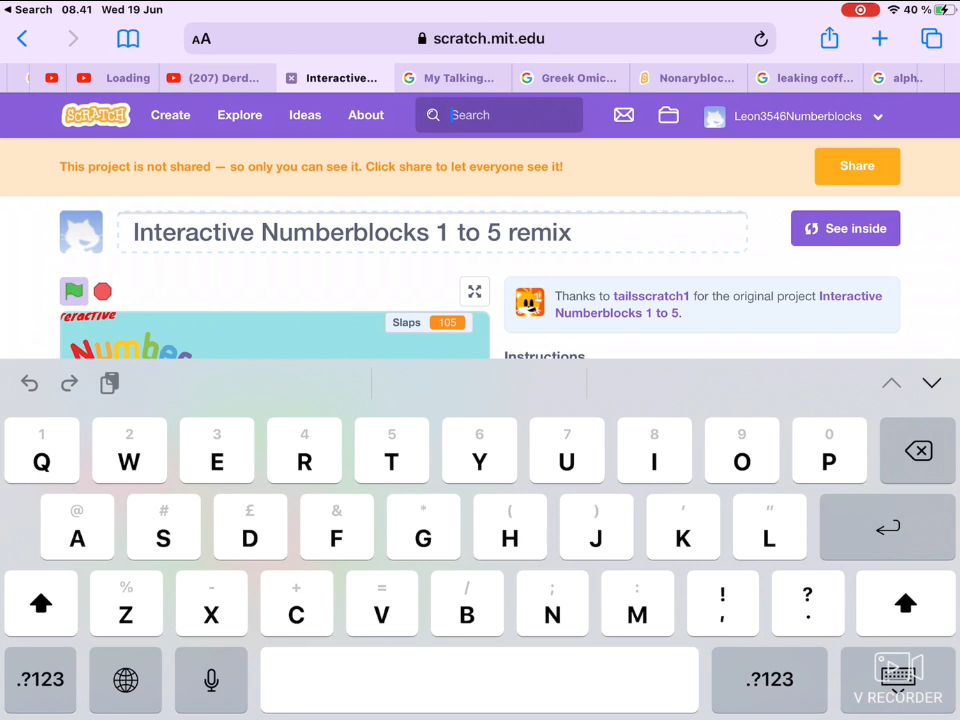 Search 08.41 Wed 19 Jun 40 %
AA scratch.mit.edu
Loading (207) Derd... Interactive... My Talking... Greek Omic... Nonarybloc... leaking coff... alph..
SCRATCH Create Explore Ideas About Search Leon3546Numberblocks
This project is not shared — so only you can see it. Click share to let everyone see it! Share
Interactive Numberblocks 1 to 5 remix See inside
Thanks to tailsscratch1 for the original project Interactive
Numberblocks 1 to 5.
teractive Slaps 105
Number
Instructions
1 2 3 4 5 6 7 8 9 0
Q W E R T Y U I O P
@ # £ & * ( ) ' "
A S D F G H J K L
% - + = / ; : ! ?
Z X C V B N M , .
.?123 .?123
V RECORDER